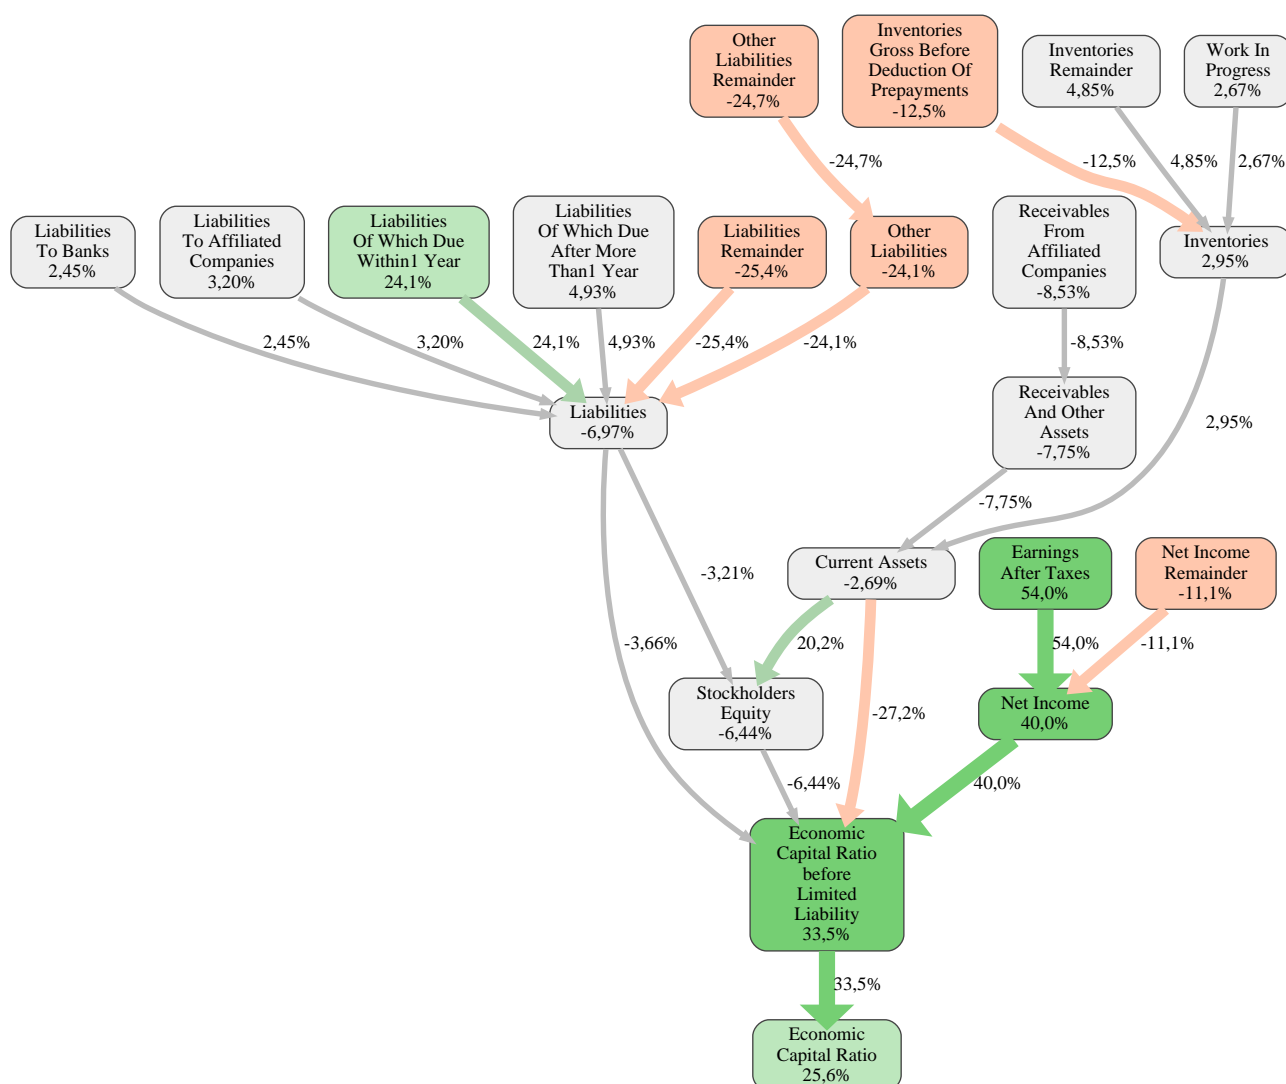 Other
Liabilities
Remainder
-24,7%
Inventories
Gross Before
Deduction Of
Prepayments
-12,5%
Inventories
Remainder
4,85%
Work In
Progress
2,67%
-24,7%
-12,5%
4,85%
2,67%
Liabilities
To Banks
2,45%
Liabilities
To Affiliated
Companies
3,20%
Liabilities
Of Which Due
Within1 Year
24,1%
Liabilities
Of Which Due
After More
Than1 Year
4,93%
Liabilities
Remainder
-25,4%
Other
Liabilities
-24,1%
Receivables
From
Affiliated
Companies
-8,53%
Inventories
2,95%
2,45%
3,20%
24,1%
4,93%
-25,4%
-24,1%
-8,53%
Liabilities
-6,97%
Receivables
And Other
Assets
-7,75%
2,95%
-7,75%
Current Assets
-2,69%
Earnings
After Taxes
54,0%
Net Income
Remainder
-11,1%
-3,21%
-3,66%
20,2%
54,0%
-11,1%
Stockholders
Equity
-6,44%
-27,2%
Net Income
40,0%
-6,44%
40,0%
Economic
Capital Ratio
before
Limited
Liability
33,5%
33,5%
Economic
Capital Ratio
25,6%